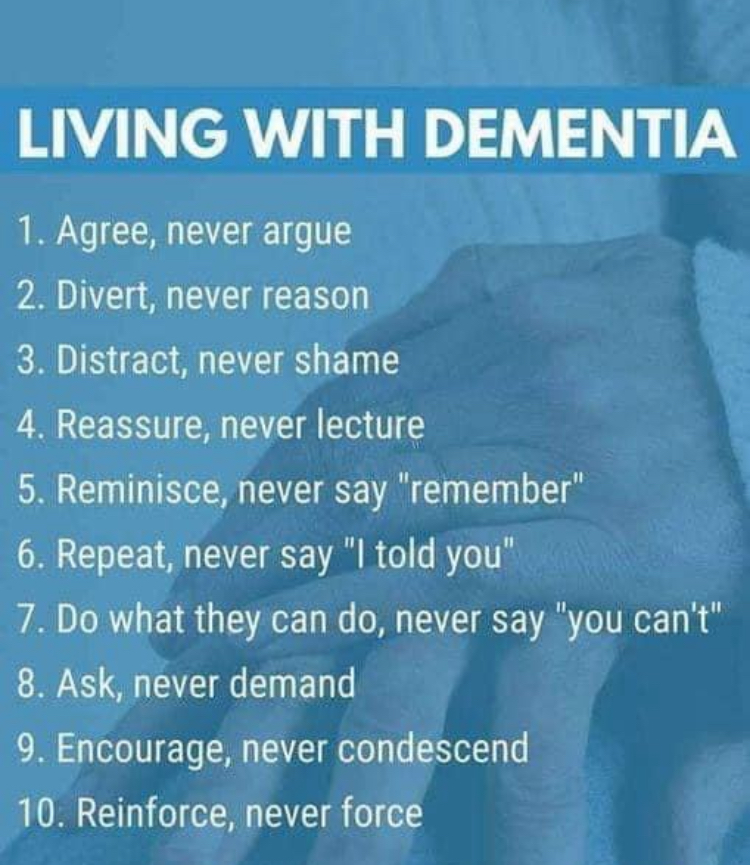 LIVING WITH DEMENTIA
1. Agree, never argue
2. Divert, never reason
3. Distract, never shame
4. Reassure, never lecture
5. Reminisce, never say "remember"
6. Repeat, never say "I told you"
7. Do what they can do, never say "you can't"
8. Ask, never demand
9. Encourage, never condescend
10. Reinforce, never force